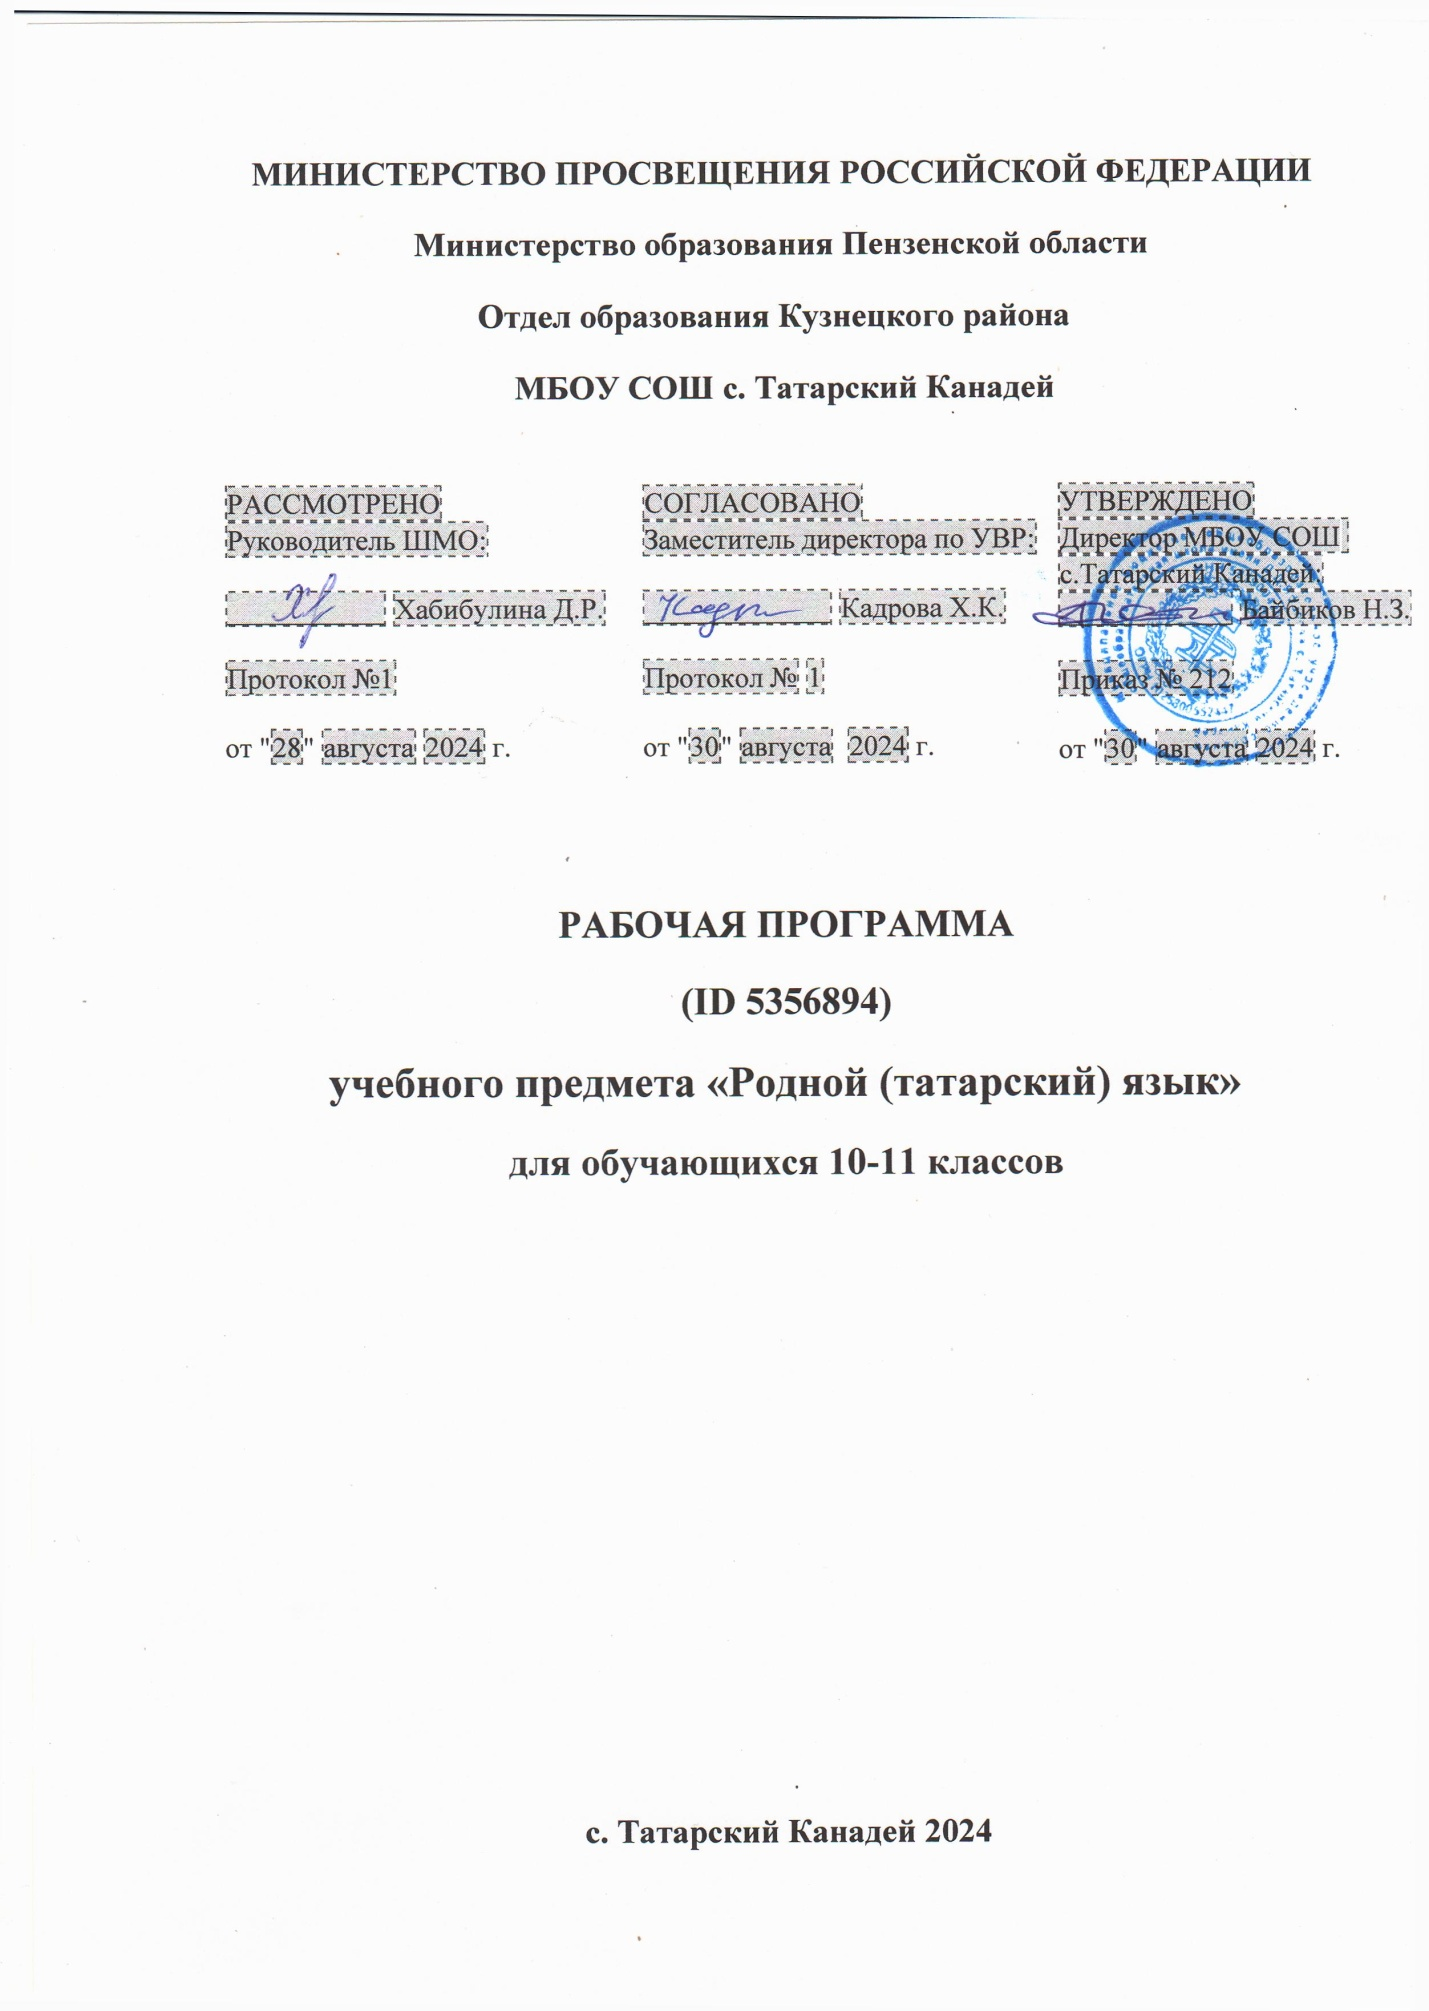 МИНИСТЕРСТВО ПРОСВЕЩЕНИЯ РОССИЙСКОЙ ФЕДЕРАЦИИ
Министерство образования Пензенской области
Отдел образования Кузнецкого района
МБОУ СОШ с. Татарский Канадей
РАССМОТРЕНО
Руководитель ШМО:
Хабибулина Д.Р.
Протокол №1
от "28" августа 2024 г.
СОГЛАСОВАНО
Заместитель директора по УВР:
Кадрова Х.К.
Протокол № 1
от "30" августа 2024 г.
УТВЕРЖДЕНО
Директор МБОУ СОШ
с.Татарский Канадей:
Байбиков Н.З.
Приказ № 212
от "30" августа 2024 г.
РАБОЧАЯ ПРОГРАММА
(ID 5356894)
учебного предмета «Родной (татарский) язык»
для обучающихся 10-11 классов
с. Татарский Канадей 2024